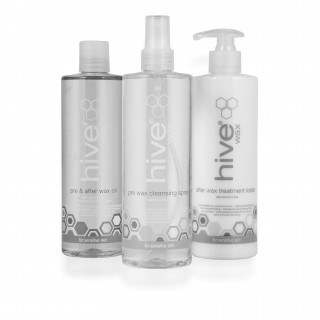 hive
pre & after wax oil
for sensitive skin
hive
pre wax cleansing spray
for sensitive skin
hive
wax
after wax treatment lotion
for sensitive skin